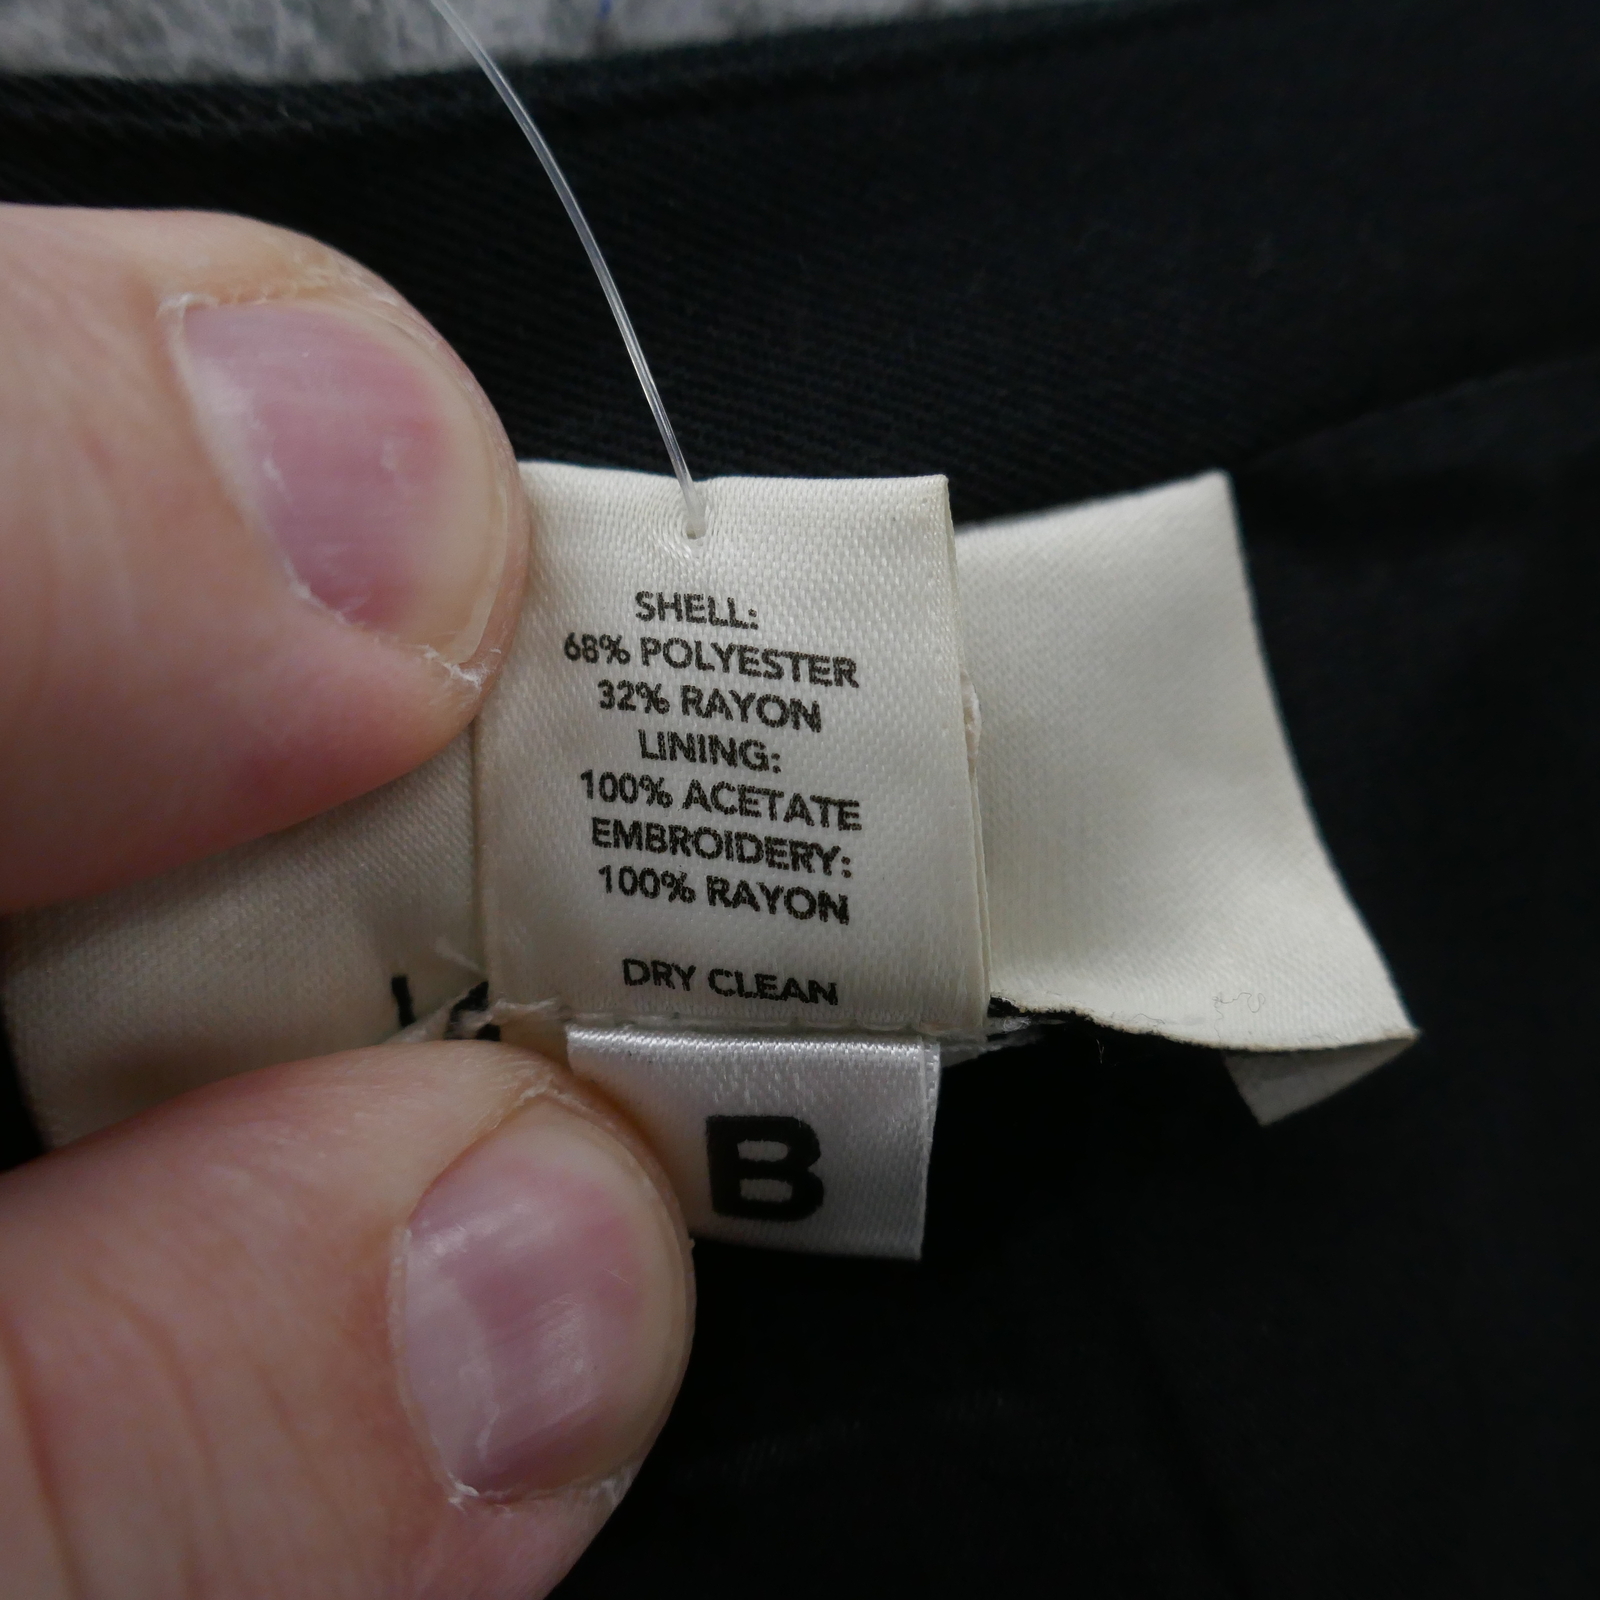 SHELL:
68% POLYESTER
32% RAYON
LINING:
100% ACETATE
EMBROIDERY:
100% RAYON
DRY CLEAN
B